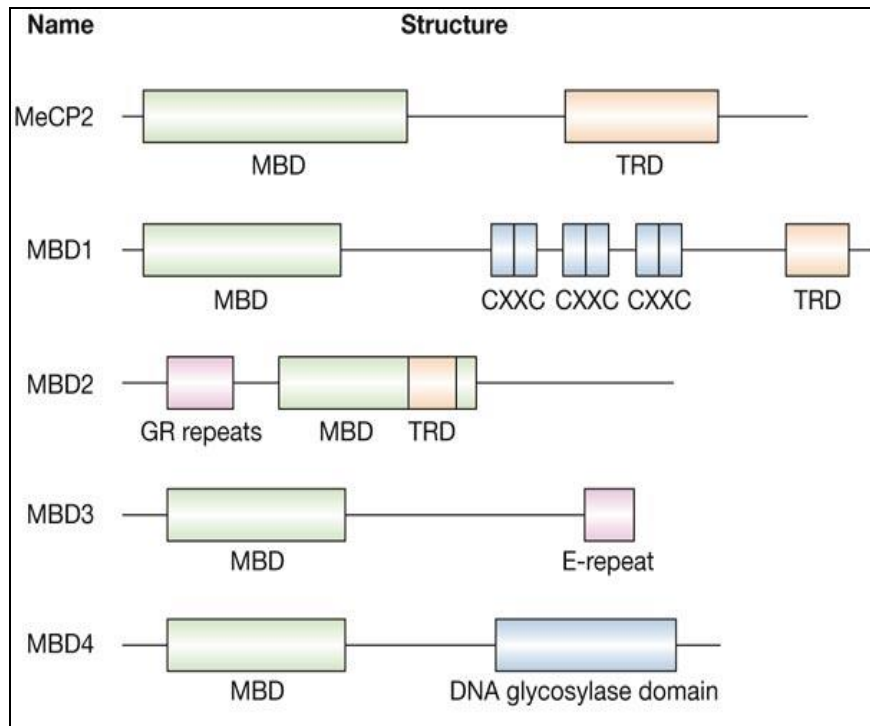 Name Structure
MeCP2
MBD TRD
MBD1
MBD CXXC CXXC CXXC TRD
MBD2
GR repeats MBD TRD
MBD3
MBD E-repeat
MBD4
MBD DNA glycosylase domain